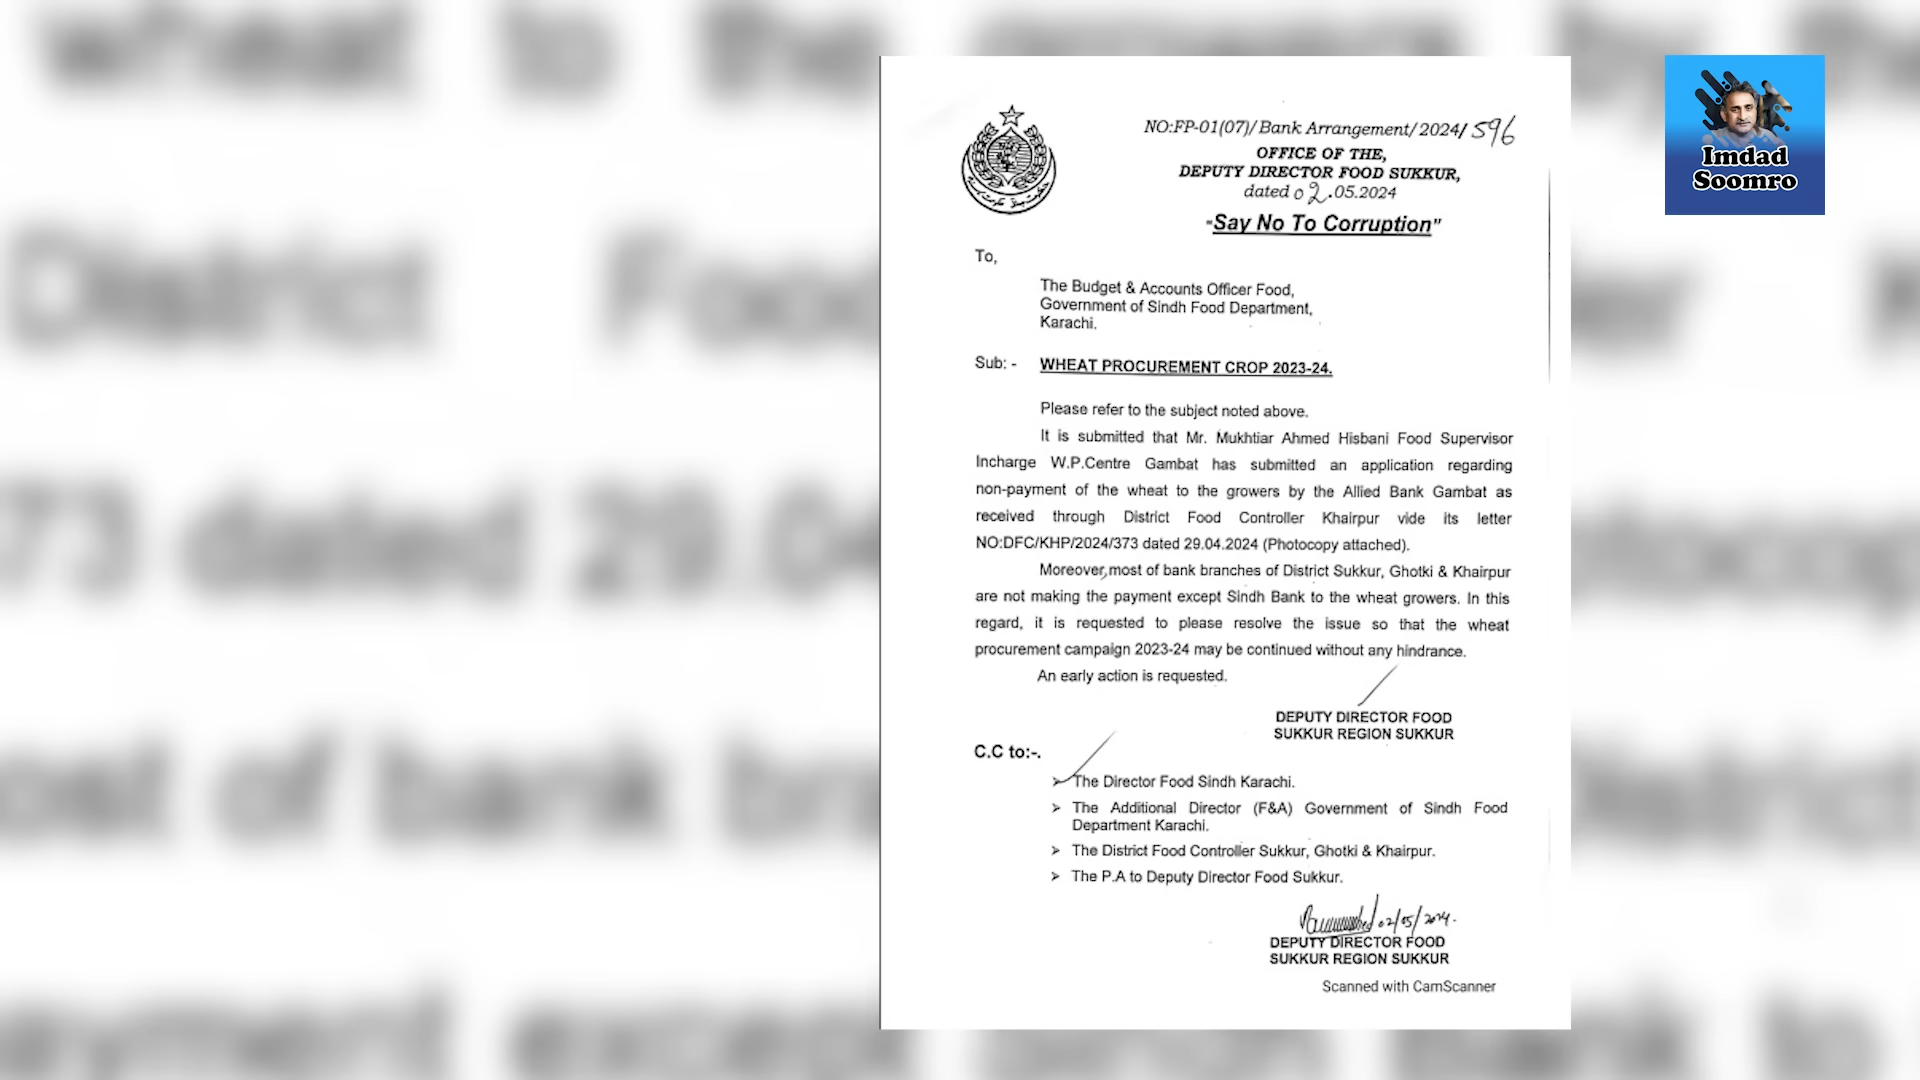 NO:FP-01(07)/Bank Arrangement/2024/596
OFFICE OF THE,
DEPUTY DIRECTOR FOOD SUKKUR,
dated 02.05.2024
"Say No To Corruption"
To,
The Budget & Accounts Officer Food,
Government of Sindh Food Department,
Karachi.
Sub: - WHEAT PROCUREMENT CROP 2023-24.
Please refer to the subject noted above.
It is submitted that Mr. Mukhtiar Ahmed Hisbani Food Supervisor
Incharge W.P.Centre Gambat has submitted an application regarding
non-payment of the wheat to the growers by the Allied Bank Gambat as
received through District Food Controller Khairpur vide its letter
NO:DFC/KHP/2024/373 dated 29.04.2024 (Photocopy attached).
Moreover, most of bank branches of District Sukkur, Ghotki & Khairpur
are not making the payment except Sindh Bank to the wheat growers. In this
regard, it is requested to please resolve the issue so that the wheat
procurement campaign 2023-24 may be continued without any hindrance.
An early action is requested.
DEPUTY DIRECTOR FOOD
SUKKUR REGION SUKKUR
C.C to:-.
➢ The Director Food Sindh Karachi.
➢ The Additional Director (F&A) Government of Sindh Food
Department Karachi.
➢ The District Food Controller Sukkur, Ghotki & Khairpur.
➢ The P.A to Deputy Director Food Sukkur.
02/05/2024.
DEPUTY DIRECTOR FOOD
SUKKUR REGION SUKKUR
Scanned with CamScanner
Imdad
Soomro